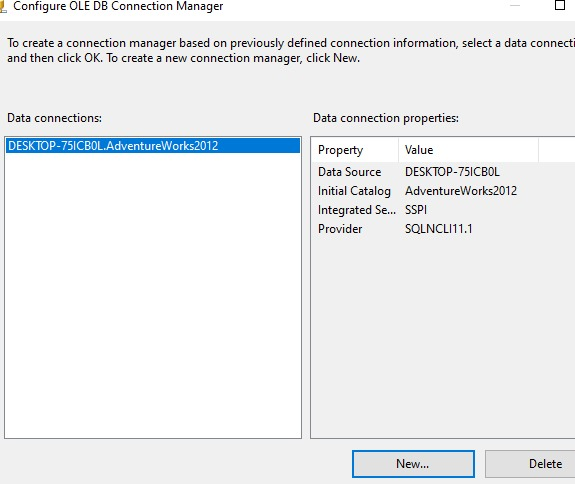 Configure OLE DB Connection Manager
To create a connection manager based on previously defined connection information, select a data connecti
and then click OK. To create a new connection manager, click New.
Data connections:
Data connection properties:
DESKTOP-75ICB0L.AdventureWorks2012
Property Value
Data Source DESKTOP-75ICB0L
Initial Catalog AdventureWorks2012
Integrated Se... SSPI
Provider SQLNCLI11.1
New...
Delete